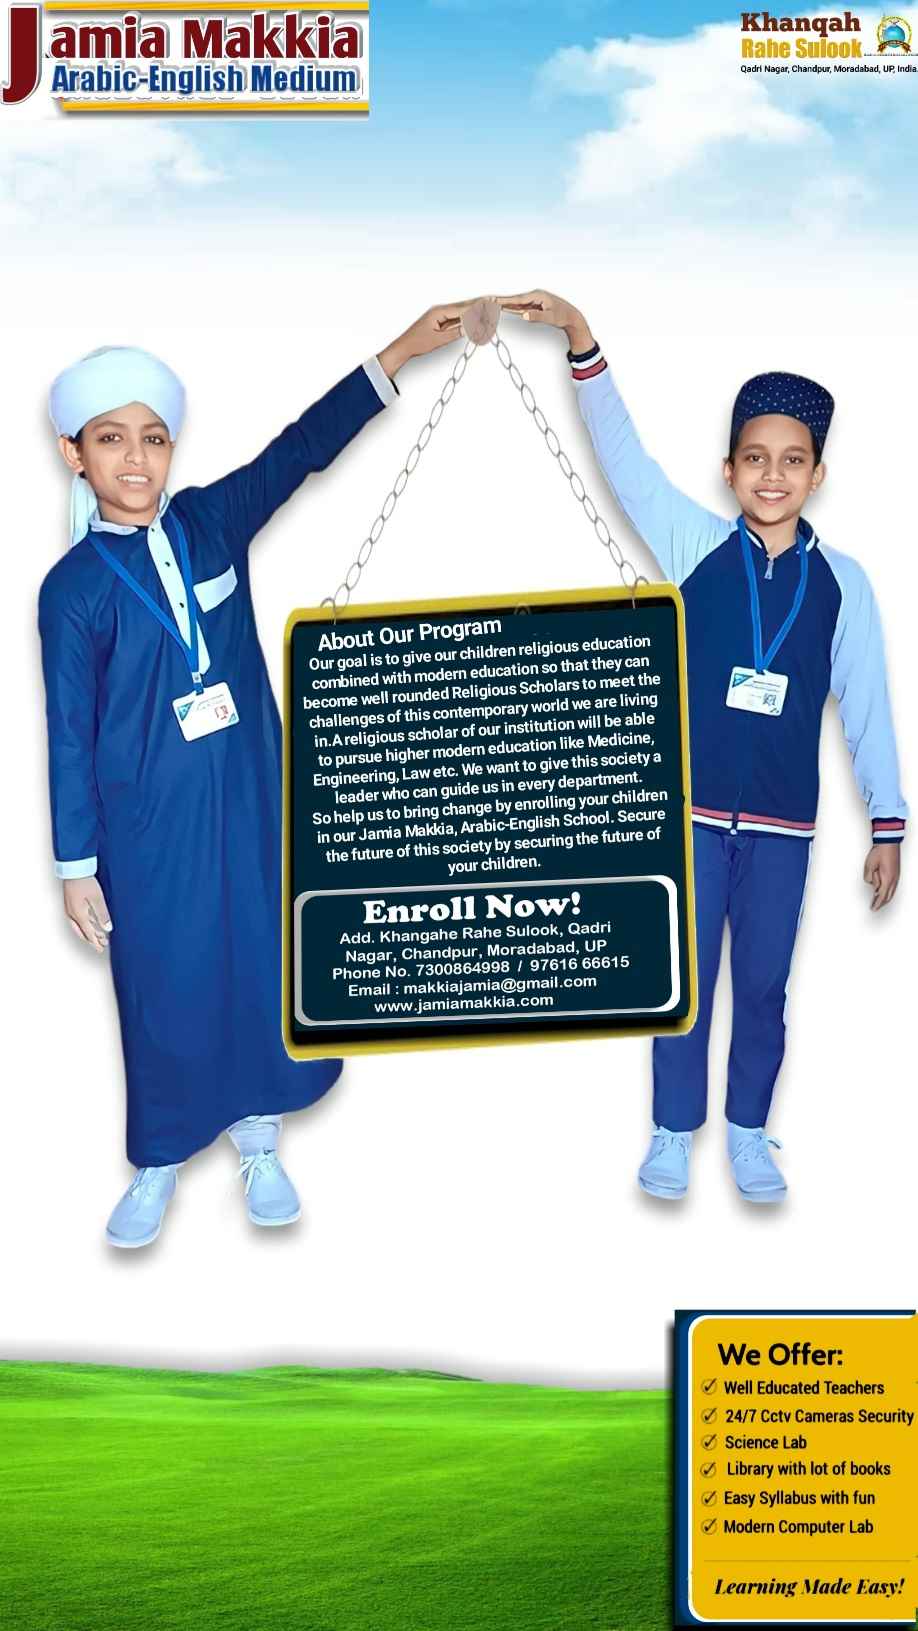 Jamia Makkia
Arabic-English Medium
Khanqah
Rahe Sulook
Qadri Nagar, Chandpur, Moradabad, UP, India.
About Our Program
Our goal is to give our children religious education
combined with modern education so that they can
become well rounded Religious Scholars to meet the
challenges of this contemporary world we are living
in.A religious scholar of our institution will be able
to pursue higher modern education like Medicine,
Engineering, Law etc. We want to give this society a
leader who can guide us in every department.
So help us to bring change by enrolling your children
in our Jamia Makkia, Arabic-English School. Secure
the future of this society by securing the future of
your children.
Enroll Now!
Add. Khangahe Rahe Sulook, Qadri
Nagar, Chandpur, Moradabad, UP
Phone No. 7300864998 / 97616 66615
Email : makkiajamia@gmail.com
www.jamiamakkia.com
We Offer:
Well Educated Teachers
24/7 Cctv Cameras Security
Science Lab
Library with lot of books
Easy Syllabus with fun
Modern Computer Lab
Learning Made Easy!